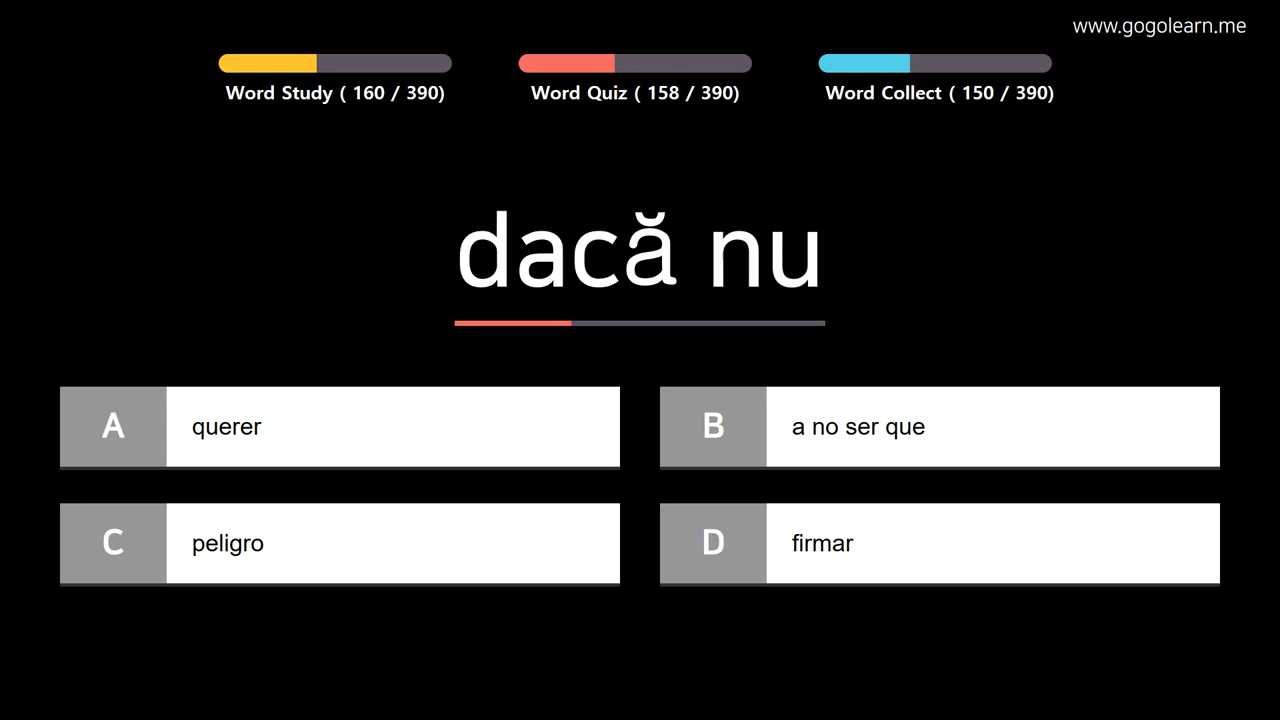 www.gogolearn.me
Word Study ( 160 / 390)
Word Quiz ( 158 / 390)
Word Collect ( 150 / 390)
dacă nu
A querer
B a no ser que
C peligro
D firmar